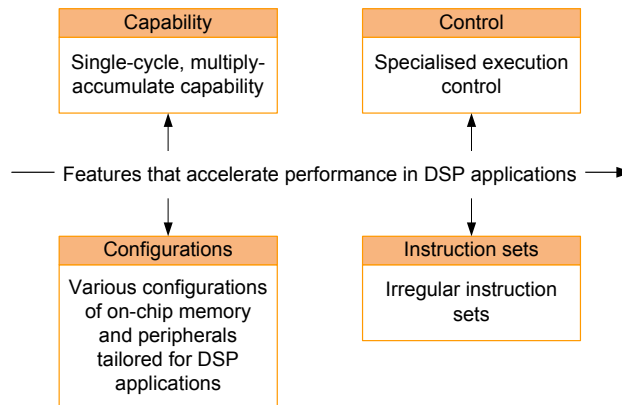 Capability
Single-cycle, multiply-
accumulate capability
Control
Specialised execution
control
Features that accelerate performance in DSP applications
Configurations
Various configurations
of on-chip memory
and peripherals
tailored for DSP
applications
Instruction sets
Irregular instruction
sets